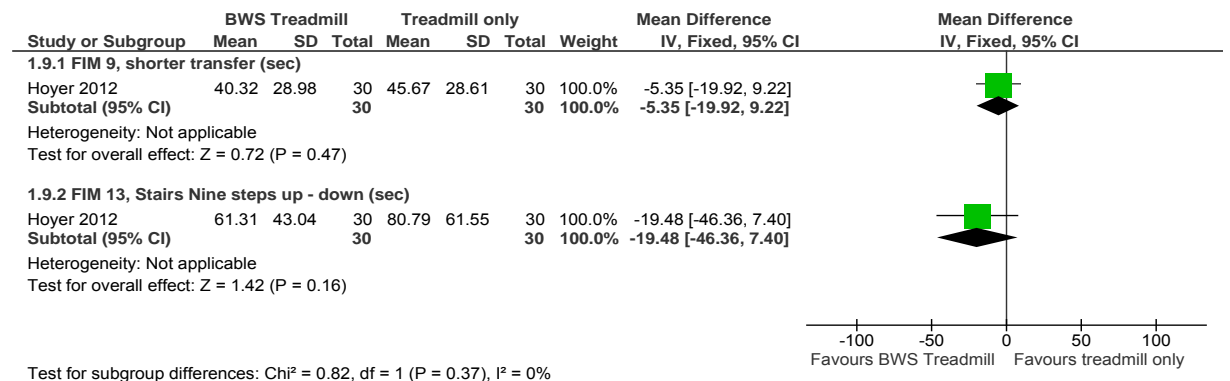 BWS Treadmill Treadmill only Mean Difference Mean Difference
Study or Subgroup Mean SD Total Mean SD Total Weight IV, Fixed, 95% CI IV, Fixed, 95% CI
1.9.1 FIM 9, shorter transfer (sec)
Hoyer 2012 40.32 28.98 30 45.67 28.61 30 100.0% -5.35 [-19.92, 9.22]
Subtotal (95% CI) 30 30 100.0% -5.35 [-19.92, 9.22]
Heterogeneity: Not applicable
Test for overall effect: Z = 0.72 (P = 0.47)
1.9.2 FIM 13, Stairs Nine steps up - down (sec)
Hoyer 2012 61.31 43.04 30 80.79 61.55 30 100.0% -19.48 [-46.36, 7.40]
Subtotal (95% CI) 30 30 100.0% -19.48 [-46.36, 7.40]
Heterogeneity: Not applicable
Test for overall effect: Z = 1.42 (P = 0.16)
-100 -50 0 50 100
Favours BWS Treadmill Favours treadmill only
Test for subgroup differences: Chi² = 0.82, df = 1 (P = 0.37), I² = 0%